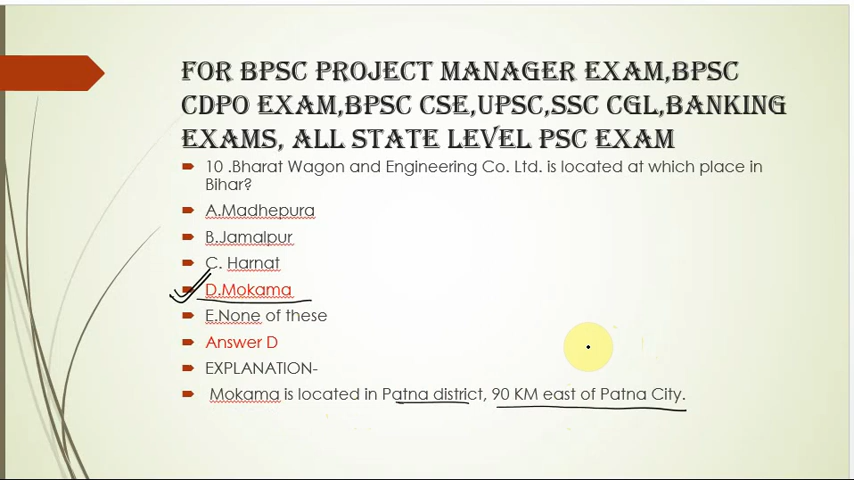 FOR BPSC PROJECT MANAGER EXAM,BPSC
CDPO EXAM,BPSC CSE,UPSC,SSC CGL,BANKING
EXAMS, ALL STATE LEVEL PSC EXAM
10 .Bharat Wagon and Engineering Co. Ltd. is located at which place in
Bihar?
A.Madhepura
B.Jamalpur
C. Harnat
D.Mokama
E.None of these
Answer D
EXPLANATION-
Mokama is located in Patna district, 90 KM east of Patna City.